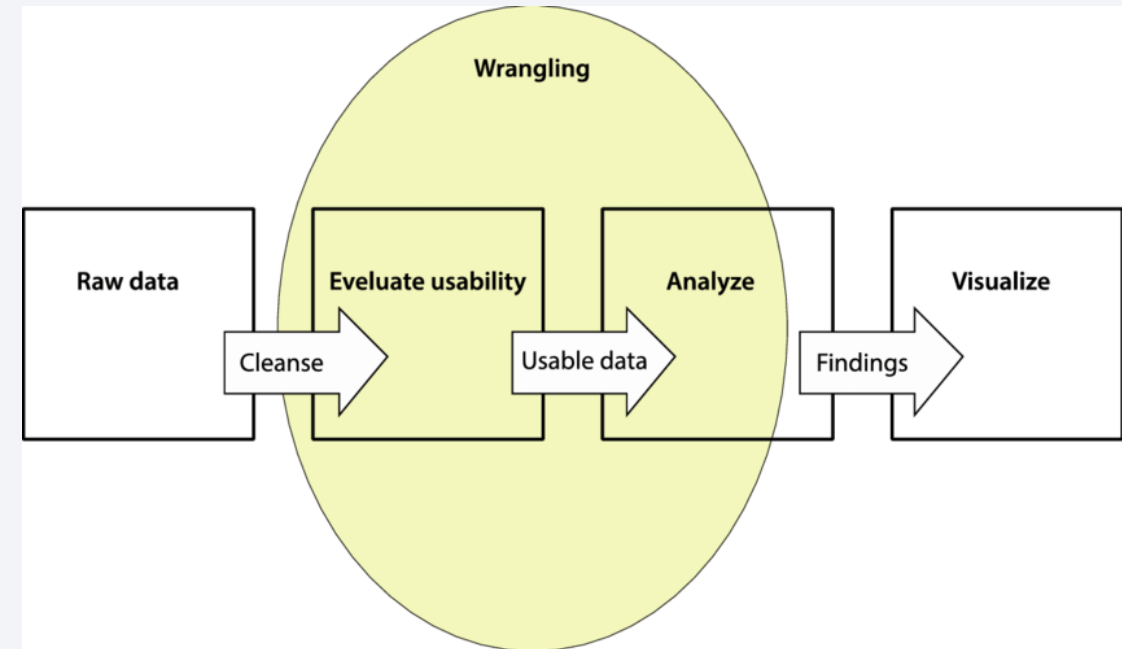 Wrangling
Raw data
Eveluate usability
Analyze
Visualize
Cleanse
Usable data
Findings